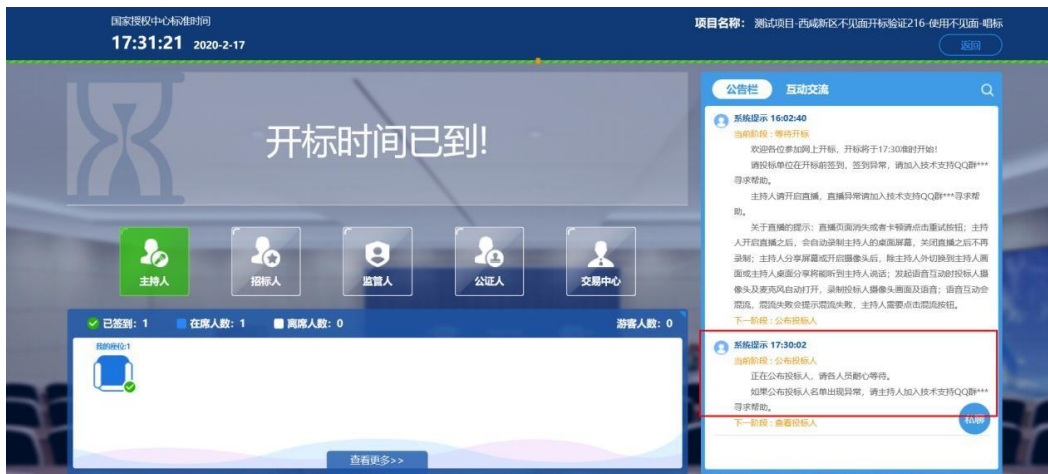 国家授权中心标准时间
17:31:21 2020-2-17
项目名称： 测试项目-西咸新区不见面开标验证216-使用不见面-唱标
返回
开标时间已到!
主持人
招标人
监管人
公证人
交易中心
已签到：1 在席人数：1 离席人数：0 游客人数：0
我的座位:1
查看更多>>
公告栏 互动交流
系统提示 16:02:40
当前阶段：等待开标
欢迎各位参加网上开标，开标将于17:30准时开始!
请投标单位在开标前签到，签到异常，请加入技术支持QQ群***
寻求帮助。
主持人请开启直播，直播异常请加入技术支持QQ群***寻求帮
助。
关于直播的提示：直播页面消失或者卡顿请点击重试按钮；主持
人开启直播之后，会自动录制主持人的桌面屏幕，关闭直播之后不再
录制；主持人分享屏幕或开启摄像头后，除主持人外切换到主持人画
面或主持人桌面分享将能听到主持人说话；发起语音互动时投标人摄
像头及麦克风自动打开，录制投标人摄像头画面及语音；语音互动会
混流，混流失败会提示混流失败，主持人需要点击混流按钮。
下一阶段：公布投标人
系统提示 17:30:02
当前阶段：公布投标人
正在公布投标人，请各人员耐心等待。
如果公布投标人名单出现异常，请主持人加入技术支持QQ群***
寻求帮助。
下一阶段：查看投标人
私聊